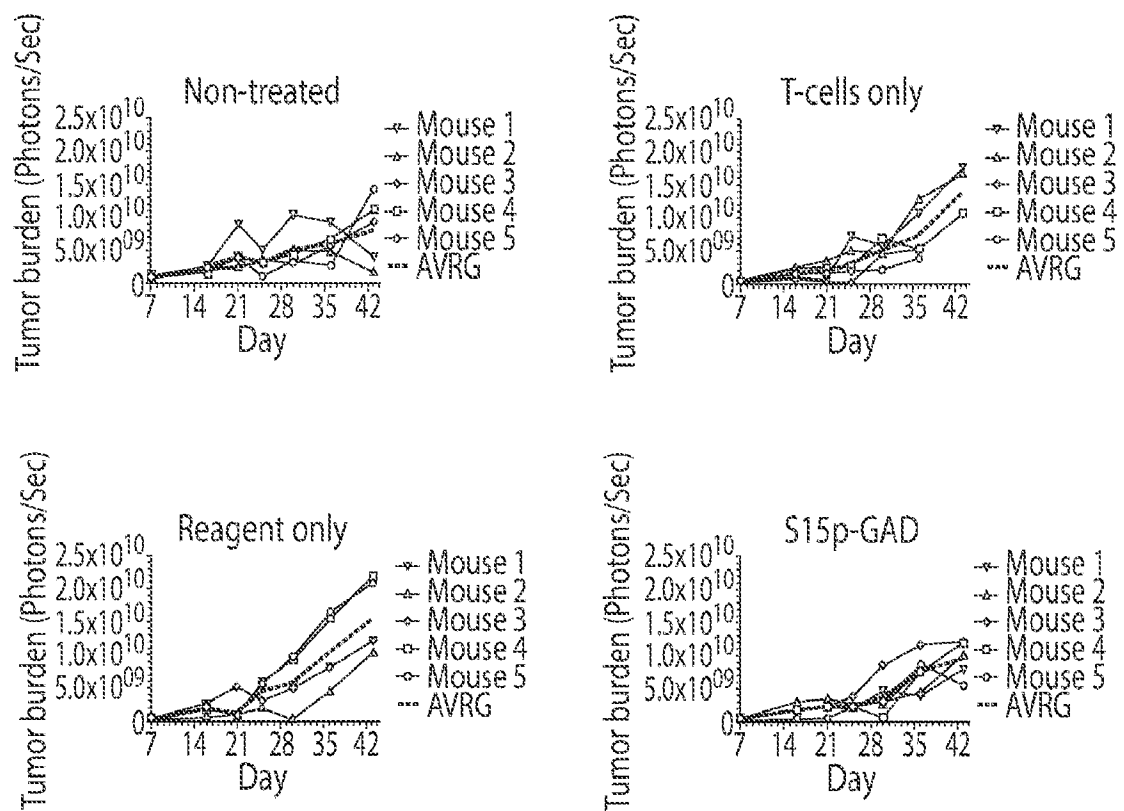 Non-treated
Tumor burden (Photons/Sec)
2.5x10^10
2.0x10^10
1.5x10^10
1.0x10^10
5.0x10^09
0
7 14 21 28 35 42
Day
Mouse 1
Mouse 2
Mouse 3
Mouse 4
Mouse 5
AVRG
T-cells only
Tumor burden (Photons/Sec)
2.5x10^10
2.0x10^10
1.5x10^10
1.0x10^10
5.0x10^09
0
7 14 21 28 35 42
Day
Mouse 1
Mouse 2
Mouse 3
Mouse 4
Mouse 5
AVRG
Reagent only
Tumor burden (Photons/Sec)
2.5x10^10
2.0x10^10
1.5x10^10
1.0x10^10
5.0x10^09
0
7 14 21 28 35 42
Day
Mouse 1
Mouse 2
Mouse 3
Mouse 4
Mouse 5
AVRG
S15p-GAD
Tumor burden (Photons/Sec)
2.5x10^10
2.0x10^10
1.5x10^10
1.0x10^10
5.0x10^09
0
7 14 21 28 35 42
Day
Mouse 1
Mouse 2
Mouse 3
Mouse 4
Mouse 5
AVRG